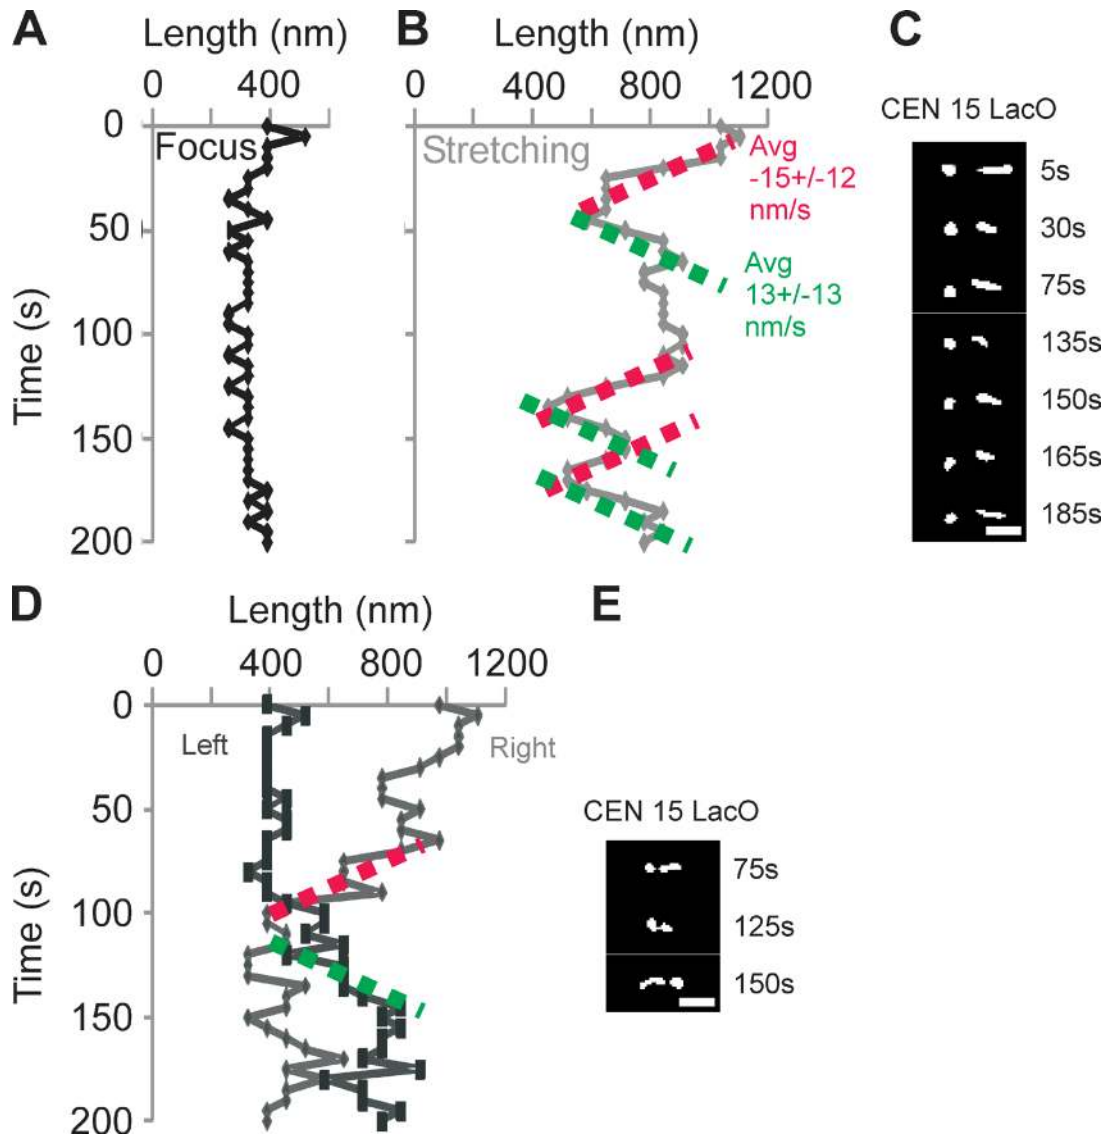 A
Length (nm)
0 400
Focus
0
50
100
150
200
Time (s)
B
Length (nm)
0 400 800 1200
Stretching
Avg
-15+/-12
nm/s
Avg
13+/-13
nm/s
C
CEN 15 LacO
5s
30s
75s
135s
150s
165s
185s
D
Length (nm)
0 400 800 1200
Left
Right
0
50
100
150
200
Time (s)
E
CEN 15 LacO
75s
125s
150s